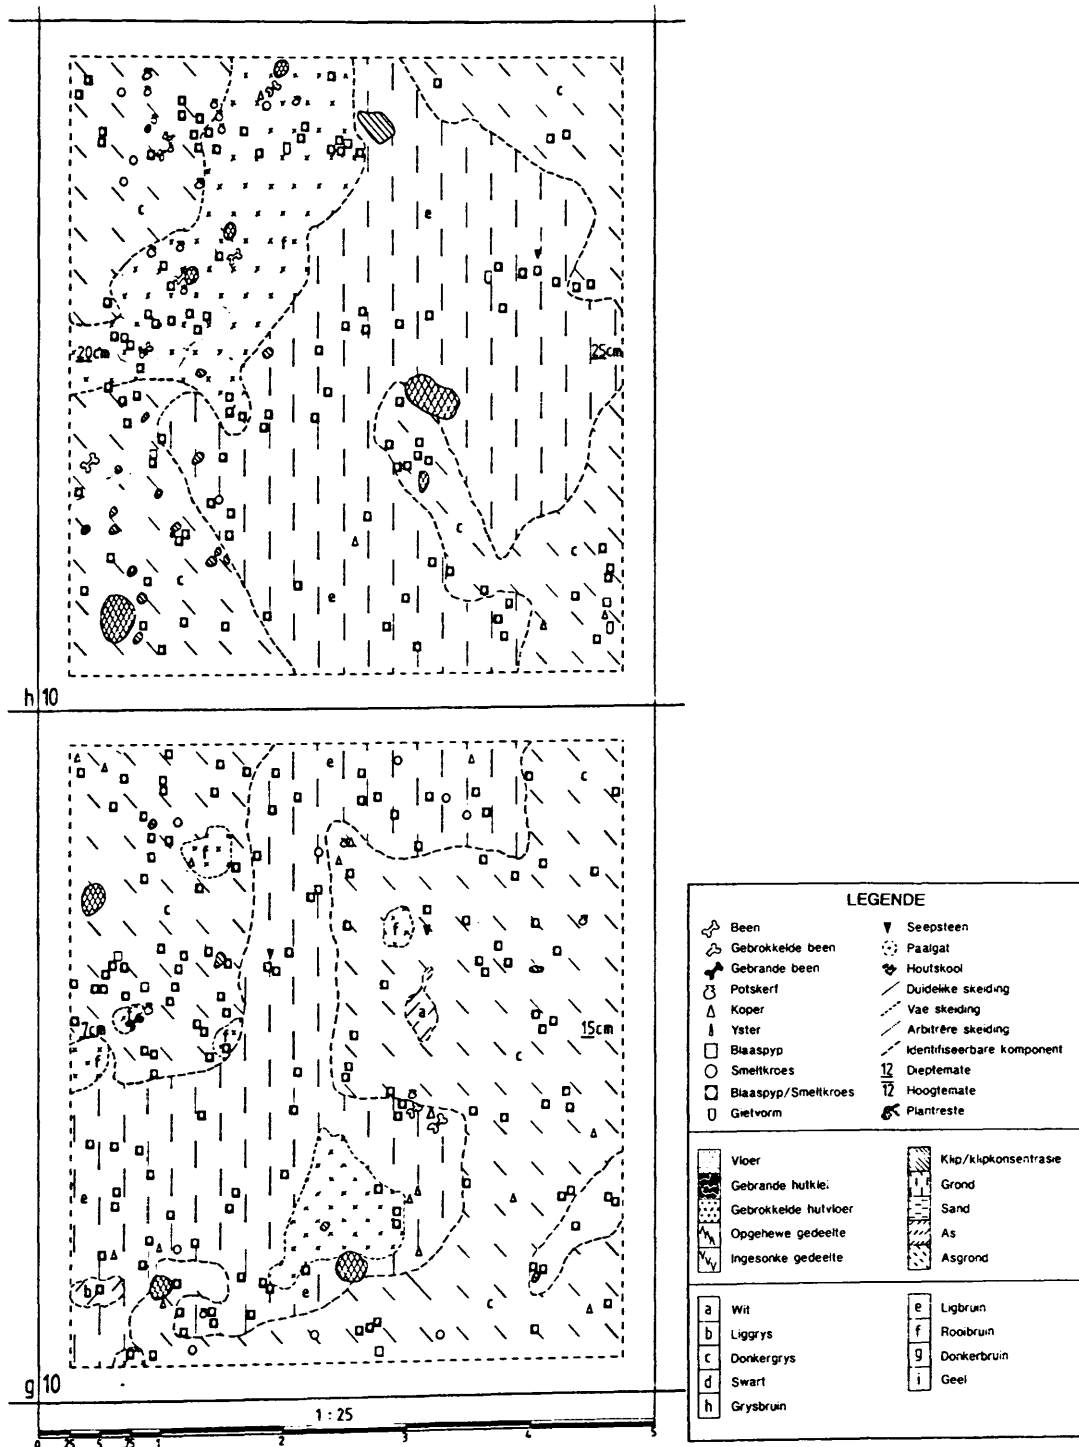 c
c
e
f
20cm
25cm
c
c
c
e
h 10
e
c
f
c
f
a
7cm
f
f
15cm
c
e
b
e
c
g 10
1 : 25
0 25 5 75 1 2 3 4 5
LEGENDE
Been
Gebrokkelde been
Gebrande been
Potskerf
Koper
Yster
Blaaspyp
Smeltkroes
Blaaspyp/Smeltkroes
Gietvorm
Seepsteen
Paalgat
Houtskool
Duidelike skeiding
Vae skeiding
Arbitrêre skeiding
Identifiseerbare komponent
12 Dieptemate
12 Hoogtemate
Plantreste
Vloer
Gebrande hutklei
Gebrokkelde hutvloer
Opgehewe gedeelte
Ingesonke gedeelte
Klip/klipkonsentrasie
Grond
Sand
As
Asgrond
a Wit
b Liggrys
c Donkergrys
d Swart
h Grysbruin
e Ligbruin
f Rooibruin
g Donkerbruin
i Geel